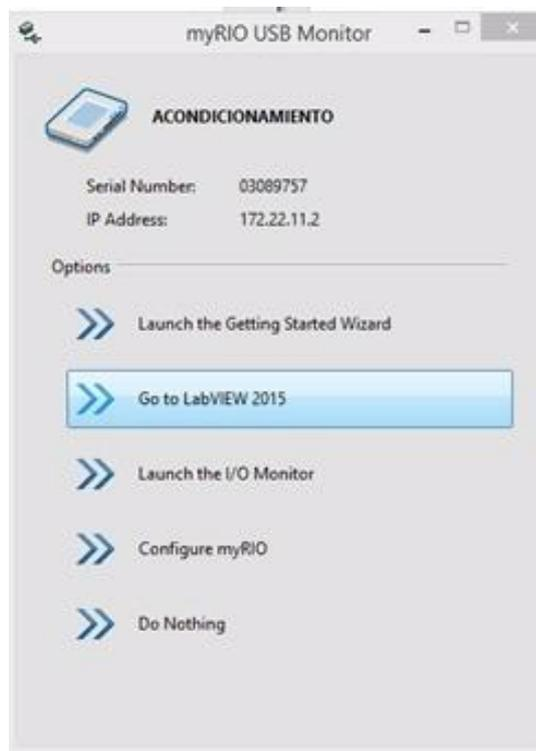 myRIO USB Monitor
ACONDICIONAMIENTO
Serial Number: 03089757
IP Address: 172.22.11.2
Options
Launch the Getting Started Wizard
Go to LabVIEW 2015
Launch the I/O Monitor
Configure myRIO
Do Nothing